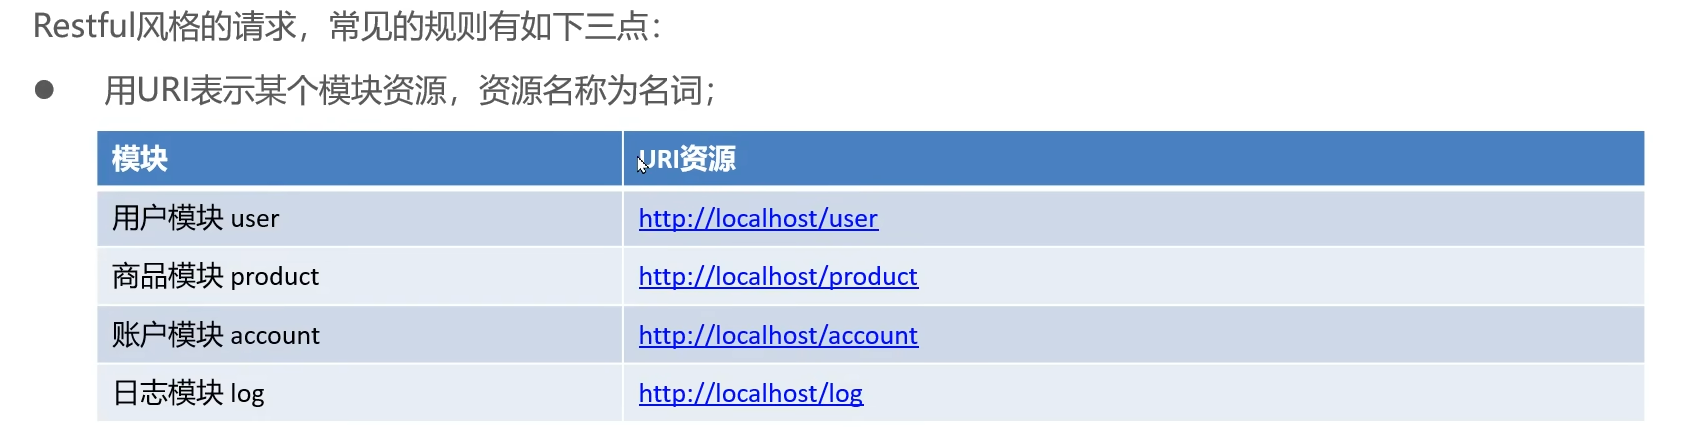 Restful风格的请求，常见的规则有如下三点：
● 用URI表示某个模块资源，资源名称为名词；
模块 URI资源
用户模块 user http://localhost/user
商品模块 product http://localhost/product
账户模块 account http://localhost/account
日志模块 log http://localhost/log